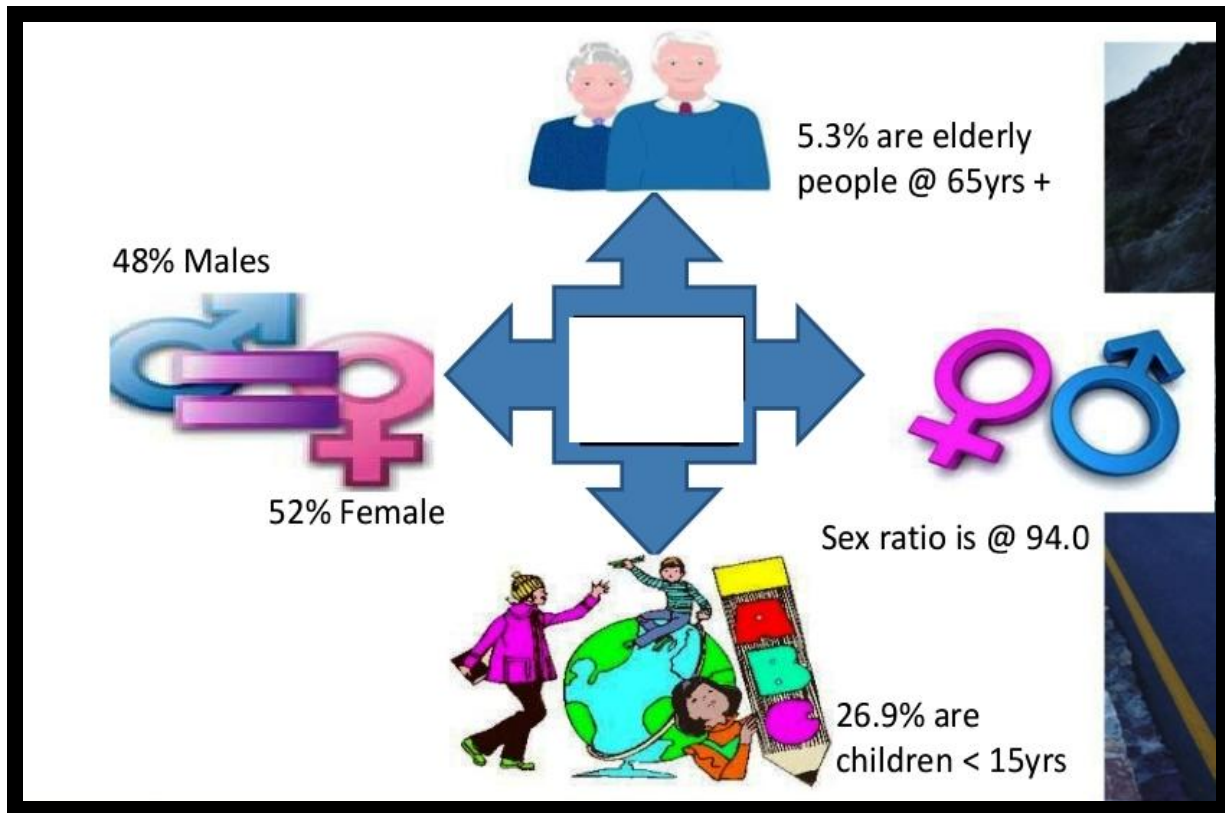 5.3% are elderly
people @ 65yrs +
48% Males
52% Female
Sex ratio is @ 94.0
A
B
C
26.9% are
children < 15yrs